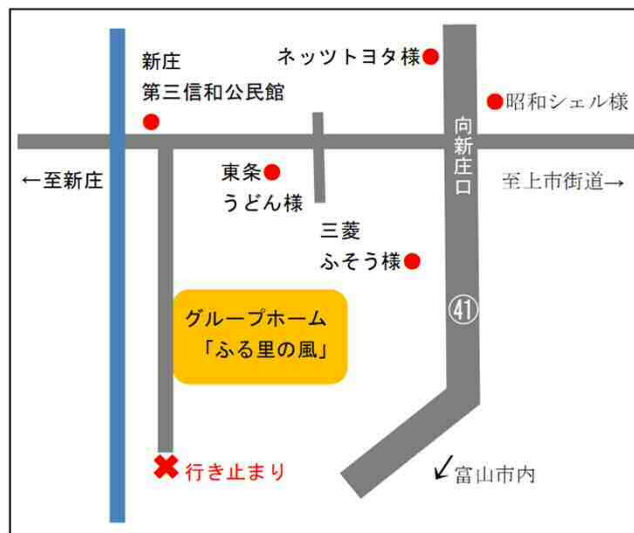 ネッツトヨタ様
新庄
第三信和公民館
昭和シェル様
向新庄口
←至新庄
東条
うどん様
至上市街道→
三菱
ふそう様
41
グループホーム
「ふる里の風」
行き止まり
富山市内